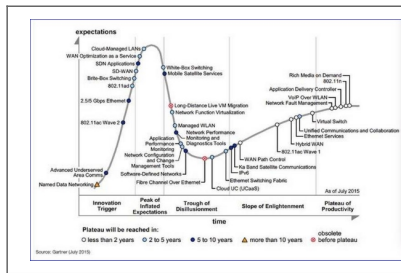 expectations
Cloud-Managed LANs
WAN Optimization as a Service
SDN Applications
SD-WAN
Brite-Box Switching
802.11ad
2.5/5 Gbps Ethernet
802.11ac Wave 2
Advanced Underserved
Area Comms
Named Data Networking
White-Box Switching
Mobile Satellite Services
Long-Distance Live VM Migration
Network Function Virtualization
Managed WLAN
Network Performance
Monitoring and
Diagnostics Tools
Application
Performance
Monitoring
Network Configuration
and Change
Management Tools
Software-Defined Networks
Fibre Channel Over Ethernet
Cloud UC (UCaaS)
Ethernet Switching Fabric
IPv6
Ka Band Satellite Communications
WAN Path Control
802.11ac Wave 1
Hybrid WAN
Ethernet Services
Unified Communications and Collaboration
Virtual Switch
Network Fault Management
VoIP Over WLAN
Application Delivery Controller
802.11n
Rich Media on Demand
As of July 2015
Innovation
Trigger
Peak of
Inflated
Expectations
Trough of
Disillusionment
Slope of Enlightenment
Plateau of
Productivity
time
Plateau will be reached in:
less than 2 years
2 to 5 years
5 to 10 years
more than 10 years
obsolete
before plateau
Source: Gartner (July 2015)